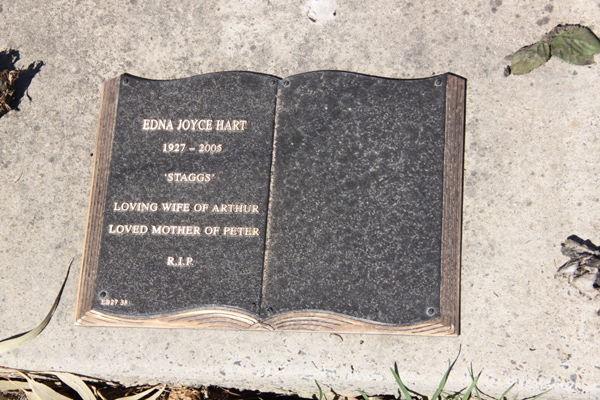 EDNA JOYCE HART
1927 – 2005
'STAGGS'
LOVING WIFE OF ARTHUR
LOVED MOTHER OF PETER
R.I.P.